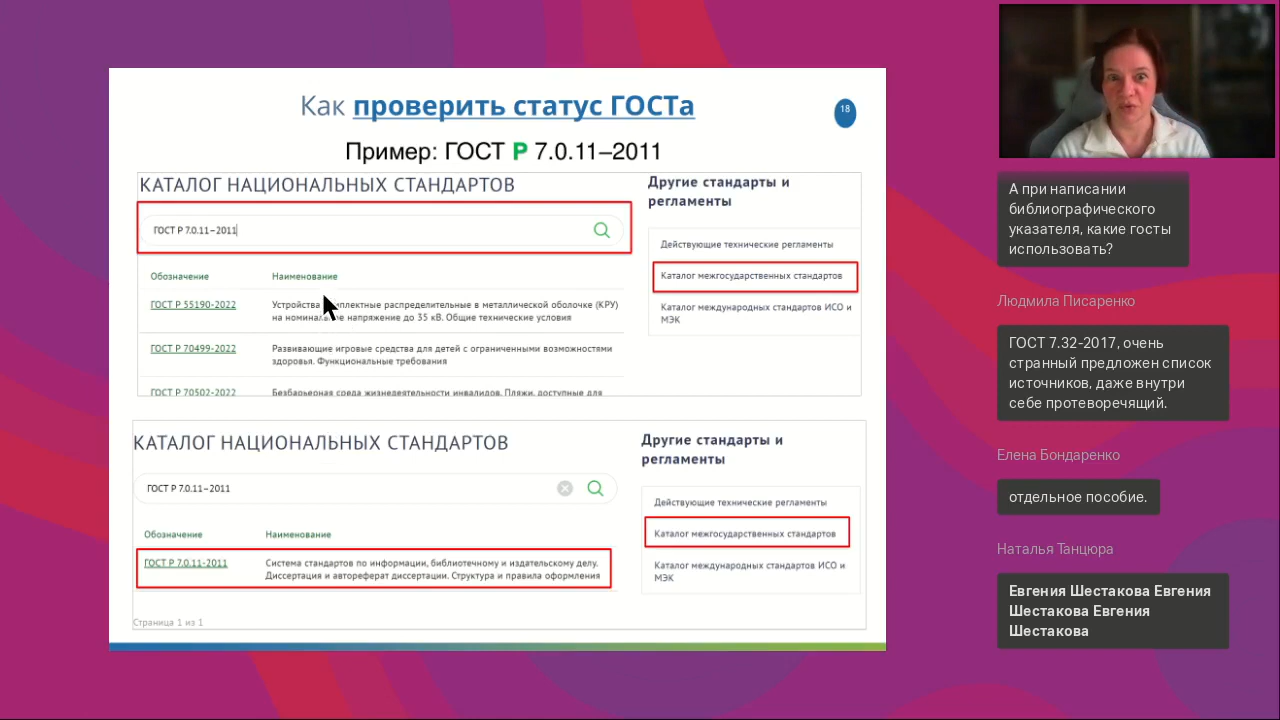 Как проверить статус ГОСТа
18
Пример: ГОСТ Р 7.0.11–2011
КАТАЛОГ НАЦИОНАЛЬНЫХ СТАНДАРТОВ
ГОСТ Р 7.0.11–2011
Обозначение Наименование
ГОСТ Р 55190-2022 Устройства комплектные распределительные в металлической оболочке (КРУ)
на номинальное напряжение до 35 кВ. Общие технические условия
ГОСТ Р 70499-2022 Развивающие игровые средства для детей с ограниченными возможностями
здоровья. Функциональные требования
ГОСТ Р 70502-2022 Безбарьерная среда жизнедеятельности инвалидов. Пляжи, доступные для
Другие стандарты и
регламенты
Действующие технические регламенты
Каталог межгосударственных стандартов
Каталог международных стандартов ИСО и
МЭК
КАТАЛОГ НАЦИОНАЛЬНЫХ СТАНДАРТОВ
ГОСТ Р 7.0.11–2011
Обозначение Наименование
ГОСТ Р 7.0.11-2011 Система стандартов по информации, библиотечному и издательскому делу.
Диссертация и автореферат диссертации. Структура и правила оформления
Страница 1 из 1
Другие стандарты и
регламенты
Действующие технические регламенты
Каталог межгосударственных стандартов
Каталог международных стандартов ИСО и
МЭК
А при написании
библиографического
указателя, какие госты
использовать?
Людмила Писаренко
ГОСТ 7.32-2017, очень
странный предложен список
источников, даже внутри
себе протеворечящий.
Елена Бондаренко
отдельное пособие.
Наталья Танцюра
Евгения Шестакова Евгения
Шестакова Евгения
Шестакова